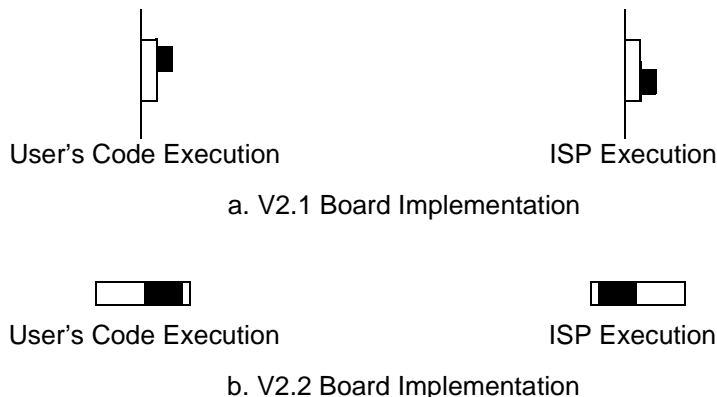 User's Code Execution
ISP Execution
a. V2.1 Board Implementation
User's Code Execution
ISP Execution
b. V2.2 Board Implementation